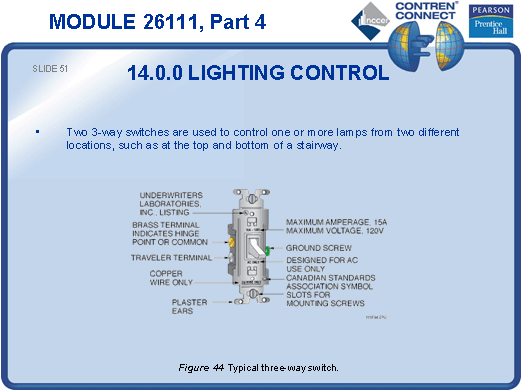 MODULE 26111, Part 4
nccer
CONTREN®
CONNECT
PEARSON
Prentice
Hall
SLIDE 51
14.0.0 LIGHTING CONTROL
• Two 3-way switches are used to control one or more lamps from two different
locations, such as at the top and bottom of a stairway.
UNDERWRITERS
LABORATORIES,
INC., LISTING
BRASS TERMINAL
INDICATES HINGE
POINT OR COMMON
TRAVELER TERMINAL
COPPER
WIRE ONLY
PLASTER
EARS
MAXIMUM AMPERAGE, 15A
MAXIMUM VOLTAGE, 120V
GROUND SCREW
DESIGNED FOR AC
USE ONLY
CANADIAN STANDARDS
ASSOCIATION SYMBOL
SLOTS FOR
MOUNTING SCREWS
Figure 44 Typical three-way switch.